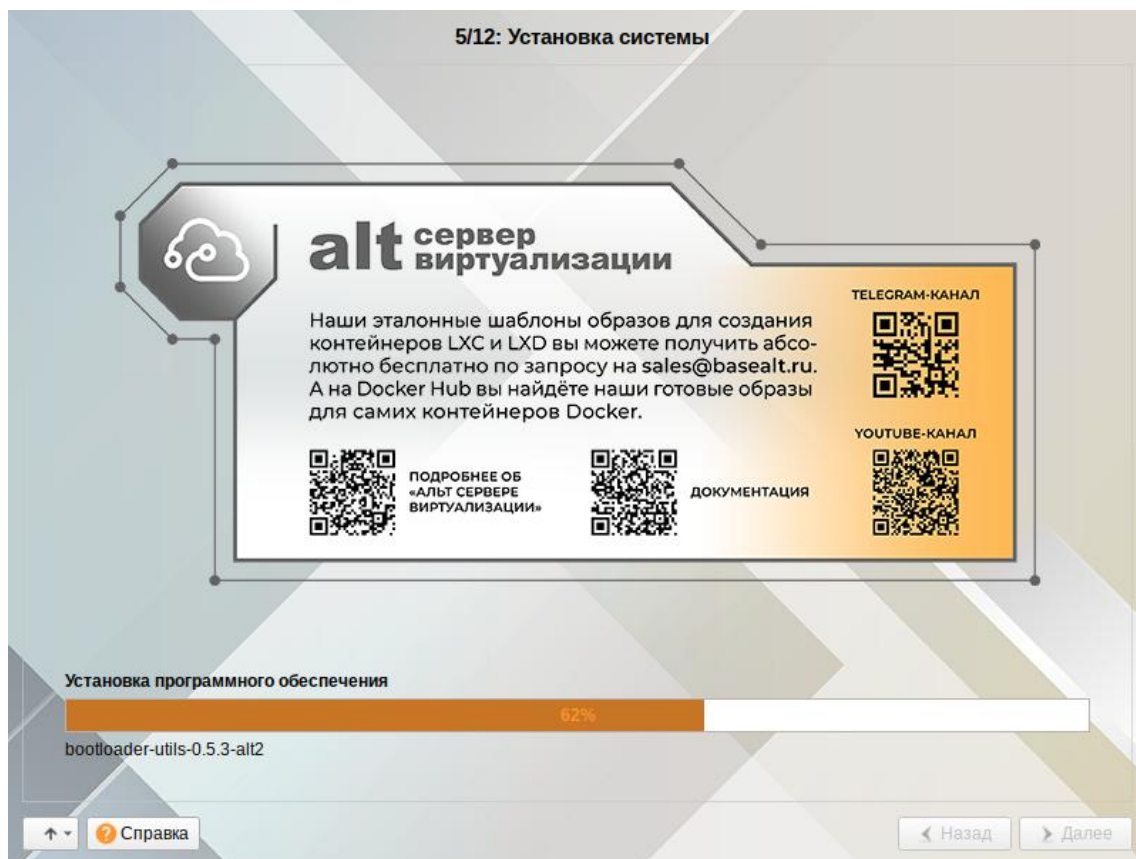 5/12: Установка системы
alt сервер
виртуализации
TELEGRAM-КАНАЛ
Наши эталонные шаблоны образов для создания
контейнеров LXC и LXD вы можете получить абсо-
лютно бесплатно по запросу на sales@basealt.ru.
А на Docker Hub вы найдёте наши готовые образы
для самих контейнеров Docker.
YOUTUBE-КАНАЛ
ПОДРОБНЕЕ ОБ
«АЛЬТ СЕРВЕРЕ
ВИРТУАЛИЗАЦИИ»
ДОКУМЕНТАЦИЯ
Установка программного обеспечения
62%
bootloader-utils-0.5.3-alt2
Справка
Назад
Далее